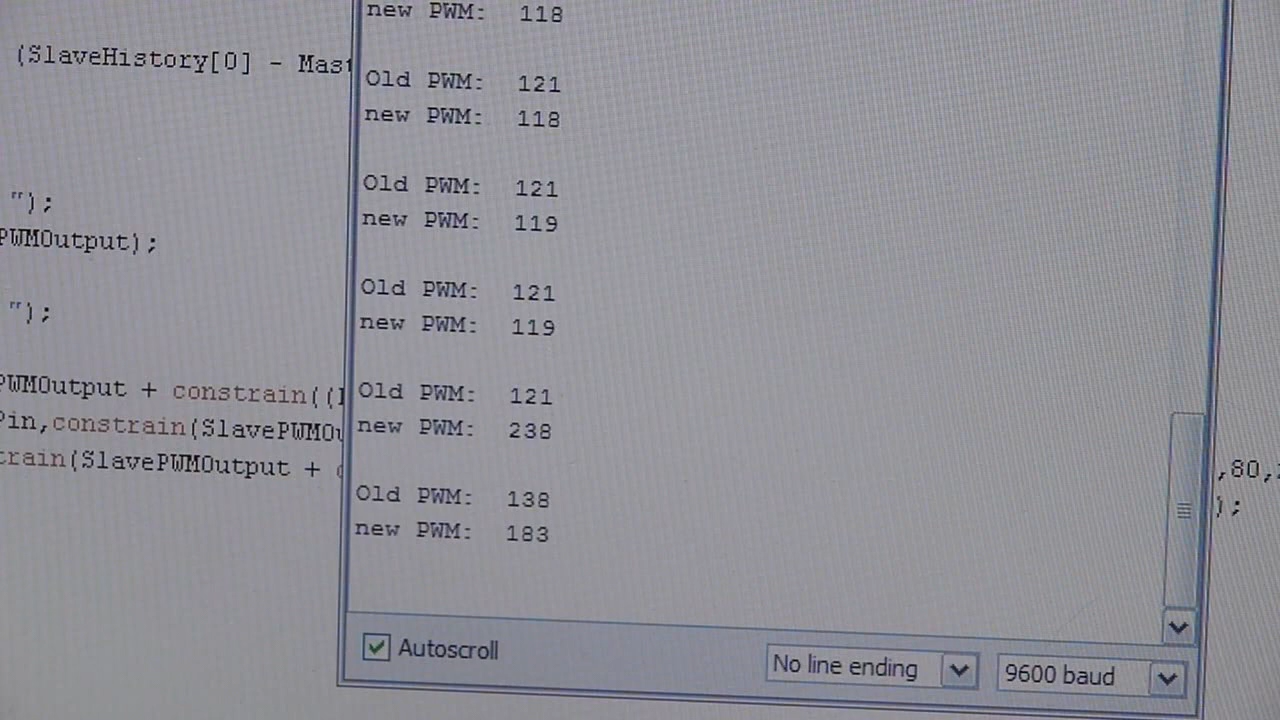 new PWM: 118
(SlaveHistory[0] - Mast
Old PWM: 121
new PWM: 118
Old PWM: 121
");
new PWM: 119
PWMOutput);
Old PWM: 121
");
new PWM: 119
PWMOutput + constrain((
Old PWM: 121
Pin,constrain(SlavePWMOu
new PWM: 238
train(SlavePWMOutput +
,80,
Old PWM: 138
);
new PWM: 183
Autoscroll
No line ending
9600 baud